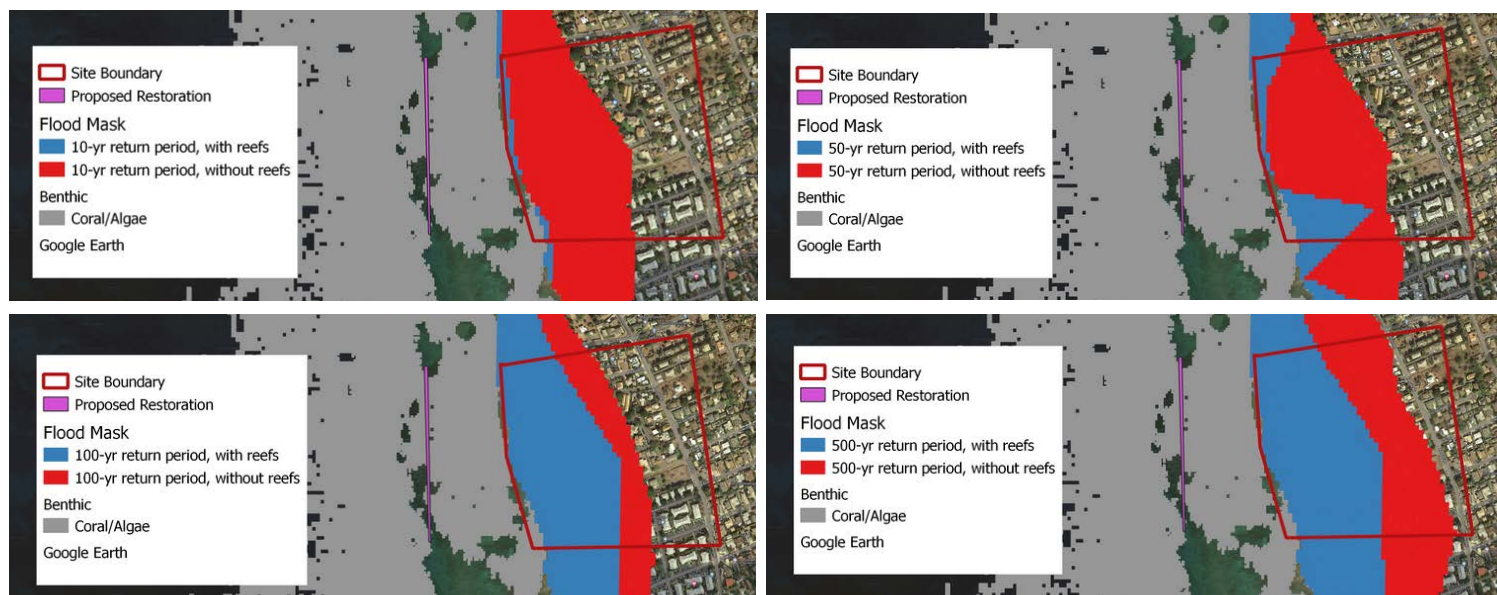 Site Boundary
Proposed Restoration
Flood Mask
10-yr return period, with reefs
10-yr return period, without reefs
Benthic
Coral/Algae
Google Earth
Site Boundary
Proposed Restoration
Flood Mask
50-yr return period, with reefs
50-yr return period, without reefs
Benthic
Coral/Algae
Google Earth
Site Boundary
Proposed Restoration
Flood Mask
100-yr return period, with reefs
100-yr return period, without reefs
Benthic
Coral/Algae
Google Earth
Site Boundary
Proposed Restoration
Flood Mask
500-yr return period, with reefs
500-yr return period, without reefs
Benthic
Coral/Algae
Google Earth